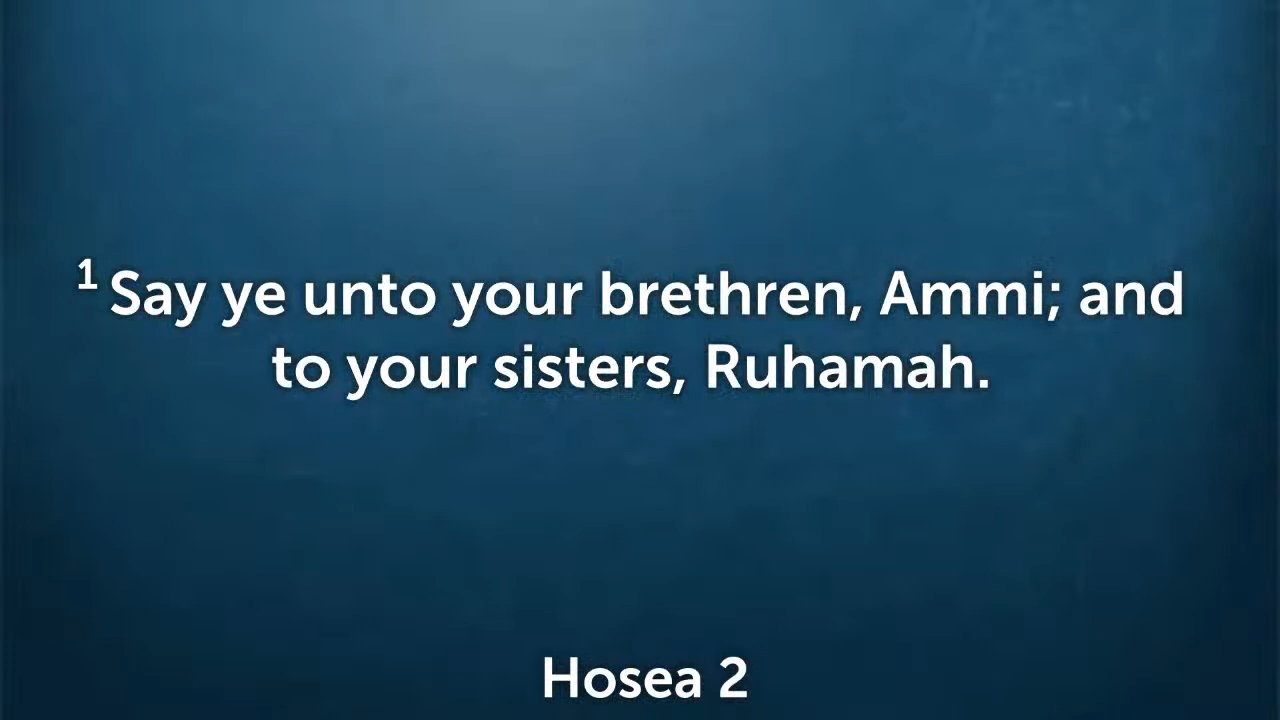 1 Say ye unto your brethren, Ammi; and
to your sisters, Ruhamah.
Hosea 2